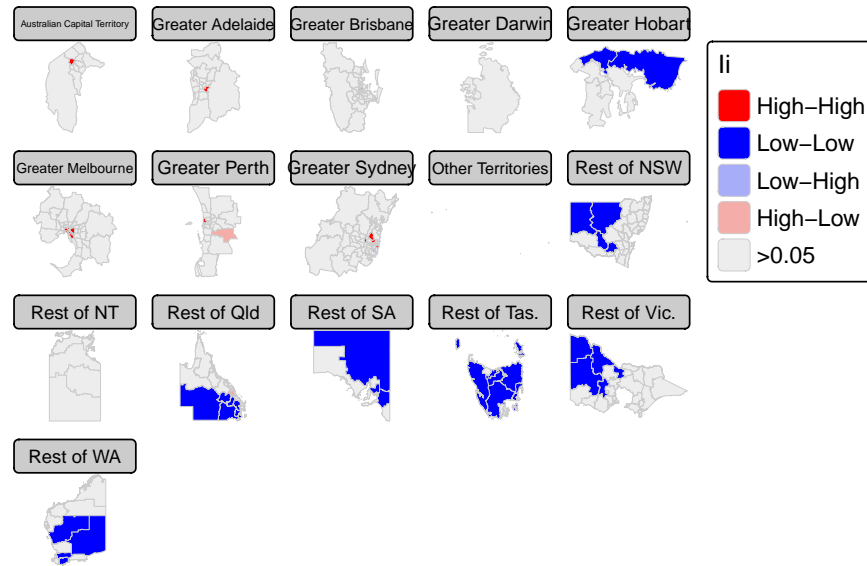 Australian Capital Territory
Greater Adelaide
Greater Brisbane
Greater Darwin
Greater Hobart
Ii
High−High
Low−Low
Low−High
High−Low
>0.05
Greater Melbourne
Greater Perth
Greater Sydney
Other Territories
Rest of NSW
Rest of NT
Rest of Qld
Rest of SA
Rest of Tas.
Rest of Vic.
Rest of WA